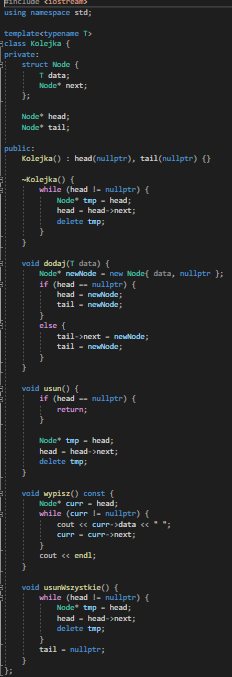 #include <iostream>
using namespace std;

template<typename T>
class Kolejka {
private:
    struct Node {
        T data;
        Node* next;
    };

    Node* head;
    Node* tail;

public:
    Kolejka() : head(nullptr), tail(nullptr) {}

    ~Kolejka() {
        while (head != nullptr) {
            Node* tmp = head;
            head = head->next;
            delete tmp;
        }
    }

    void dodaj(T data) {
        Node* newNode = new Node{ data, nullptr };
        if (head == nullptr) {
            head = newNode;
            tail = newNode;
        }
        else {
            tail->next = newNode;
            tail = newNode;
        }
    }

    void usun() {
        if (head == nullptr) {
            return;
        }

        Node* tmp = head;
        head = head->next;
        delete tmp;
    }

    void wypisz() const {
        Node* curr = head;
        while (curr != nullptr) {
            cout << curr->data << " ";
            curr = curr->next;
        }
        cout << endl;
    }

    void usunWszystkie() {
        while (head != nullptr) {
            Node* tmp = head;
            head = head->next;
            delete tmp;
        }
        tail = nullptr;
    }
};